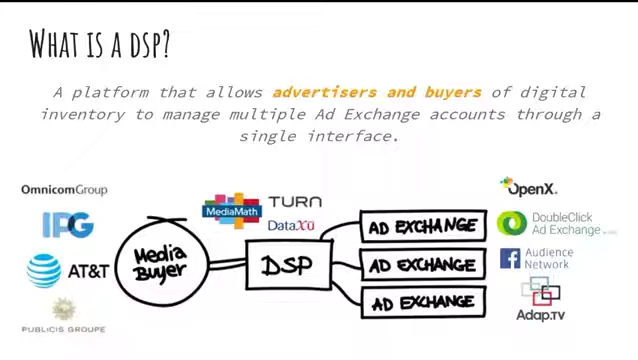 WHAT IS A DSP?
A platform that allows advertisers and buyers of digital
inventory to manage multiple Ad Exchange accounts through a
single interface.
OmnicomGroup
IPG
AT&T
PUBLICIS GROUPE
Media
Buyer
MediaMath
TURN
DataXu
DSP
AD EXCHANGE
AD EXCHANGE
AD EXCHANGE
OpenX
DoubleClick
Ad Exchange
Audience
Network
Adap.tv